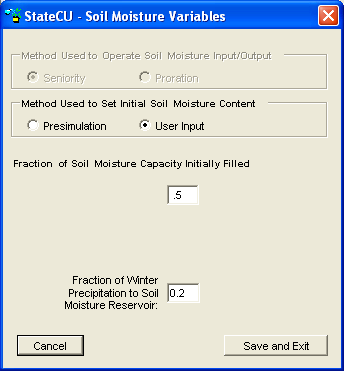 StateCU - Soil Moisture Variables
Method Used to Operate Soil Moisture Input/Output
Seniority Proration
Method Used to Set Initial Soil Moisture Content
Presimulation User Input
Fraction of Soil Moisture Capacity Initially Filled
.5
Fraction of Winter
Precipitation to Soil
Moisture Reservoir:
0.2
Cancel Save and Exit